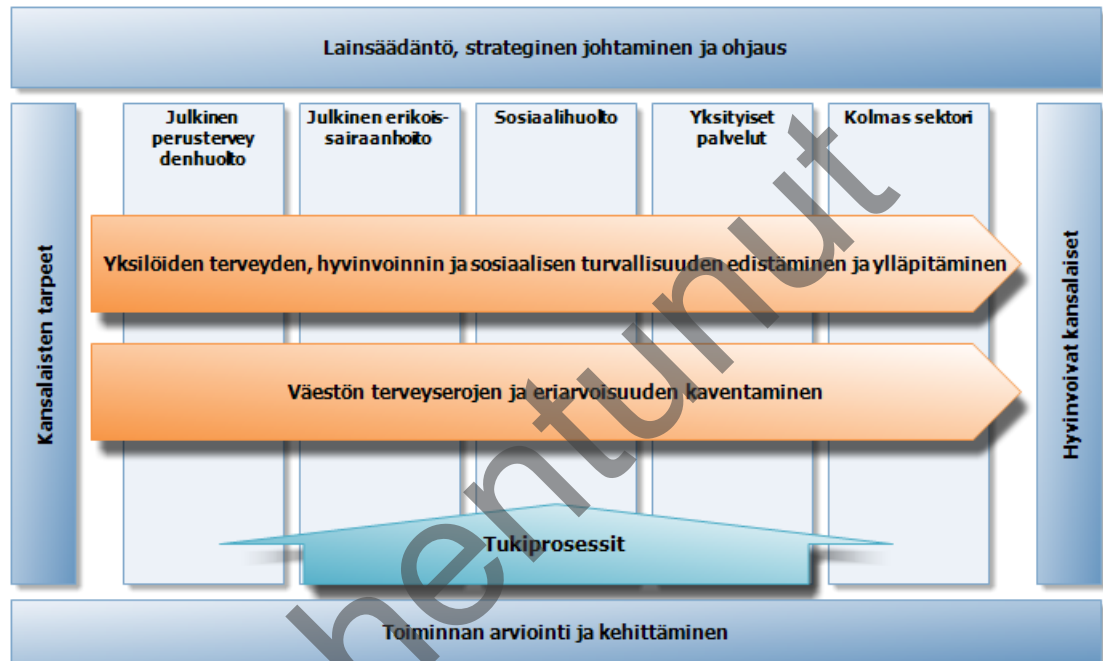 Lainsäädäntö, strateginen johtaminen ja ohjaus
Kansalaisten tarpeet
Julkinen
perustervey
denhuolto
Julkinen erikois-
sairaanhoito
Sosiaalihuolto
Yksityiset
palvelut
Kolmas sektori
Hyvinvoivat kansalaiset
Yksilöiden terveyden, hyvinvoinnin ja sosiaalisen turvallisuuden edistäminen ja ylläpitäminen
Väestön terveyserojen ja eriarvoisuuden kaventaminen
Tukiprosessit
Toiminnan arviointi ja kehittäminen
hentunut